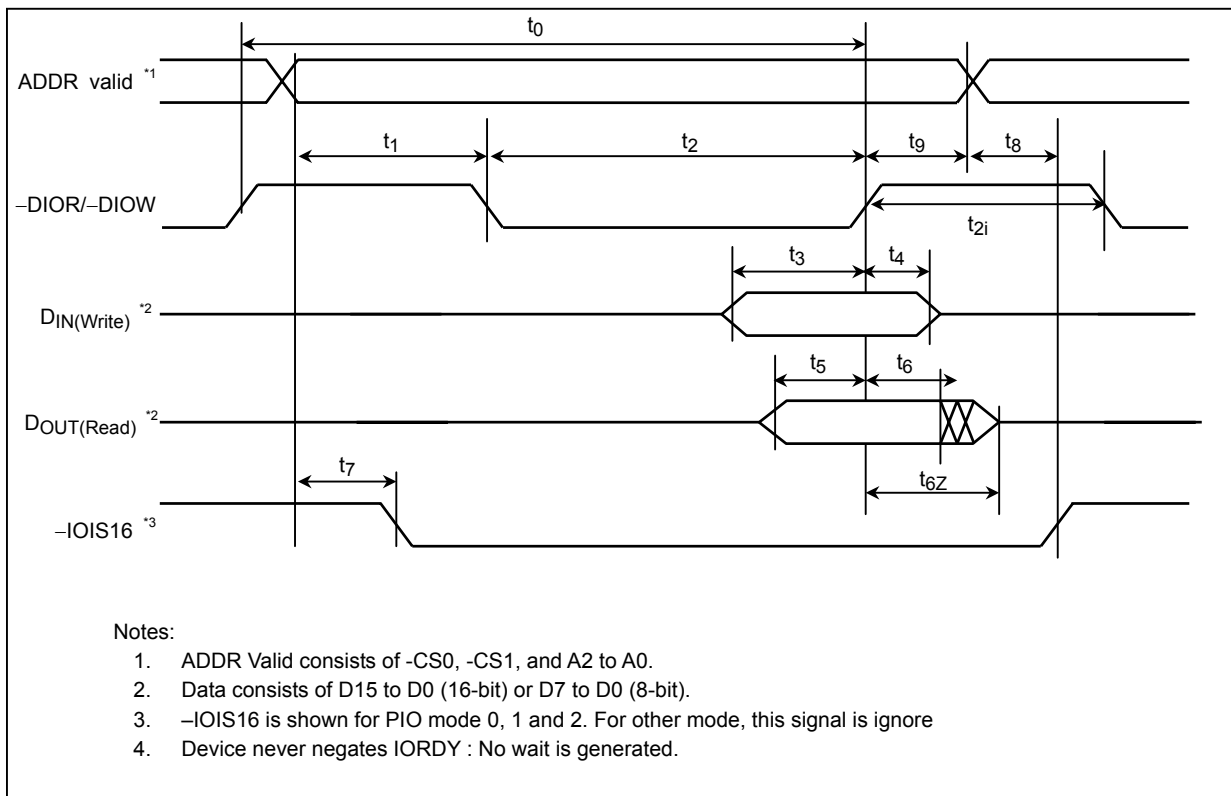 t0
ADDR valid *1
t1
t2
t9
t8
–DIOR/–DIOW
t2i
t3
t4
DIN(Write) *2
t5
t6
DOUT(Read) *2
t7
t6Z
–IOIS16 *3
Notes:
1. ADDR Valid consists of -CS0, -CS1, and A2 to A0.
2. Data consists of D15 to D0 (16-bit) or D7 to D0 (8-bit).
3. –IOIS16 is shown for PIO mode 0, 1 and 2. For other mode, this signal is ignore
4. Device never negates IORDY : No wait is generated.